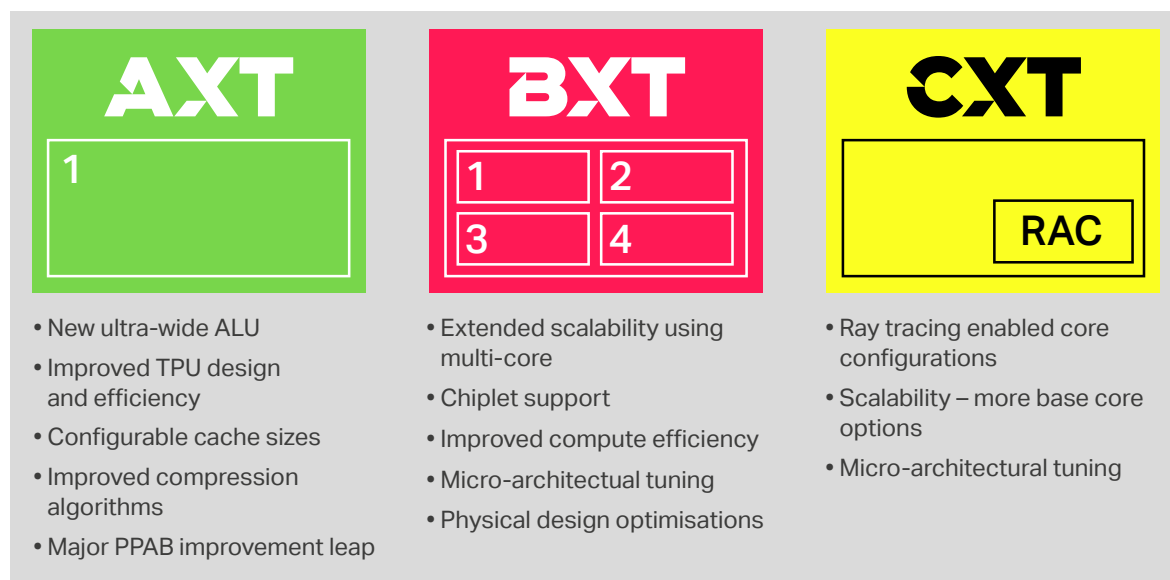 AXT
1
• New ultra-wide ALU
• Improved TPU design
and efficiency
• Configurable cache sizes
• Improved compression
algorithms
• Major PPAB improvement leap
BXT
1 2
3 4
• Extended scalability using
multi-core
• Chiplet support
• Improved compute efficiency
• Micro-architectual tuning
• Physical design optimisations
CXT
RAC
• Ray tracing enabled core
configurations
• Scalability – more base core
options
• Micro-architectural tuning